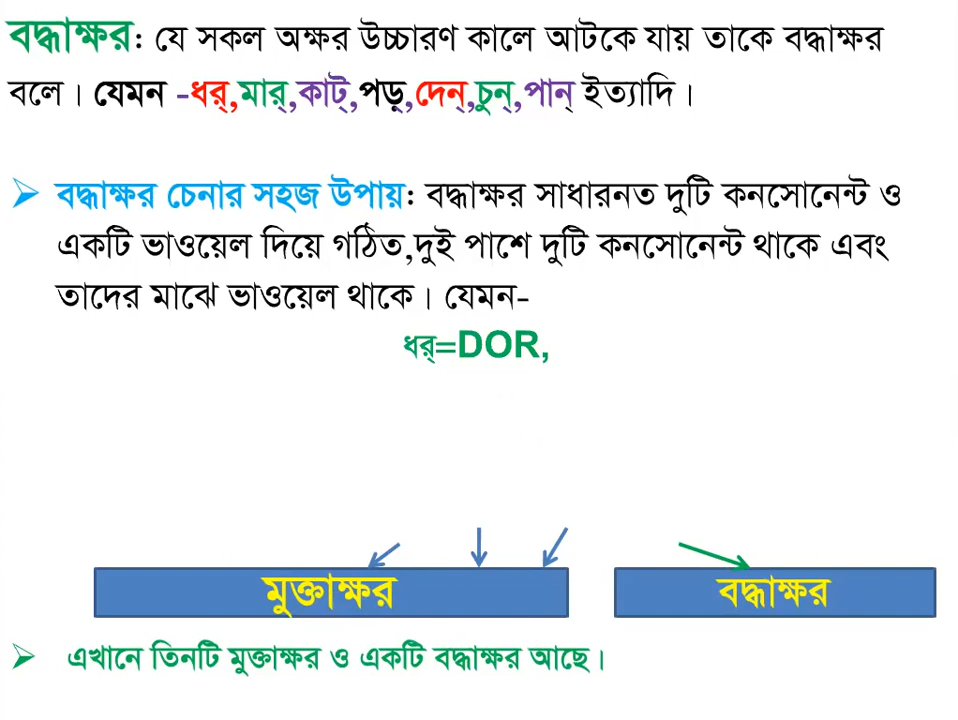 বদ্ধাক্ষর: যে সকল অক্ষর উচ্চারণ কালে আটকে যায় তাকে বদ্ধাক্ষর
বলে। যেমন -ধর্,মার্,কাট্,পড়্,দেন্,চুন্,পান্ ইত্যাদি।
বদ্ধাক্ষর চেনার সহজ উপায়: বদ্ধাক্ষর সাধারনত দুটি কনসোনেন্ট ও
একটি ভাওয়েল দিয়ে গঠিত,দুই পাশে দুটি কনসোনেন্ট থাকে এবং
তাদের মাঝে ভাওয়েল থাকে। যেমন-
ধর্=DOR,
মুক্তাক্ষর বদ্ধাক্ষর
এখানে তিনটি মুক্তাক্ষর ও একটি বদ্ধাক্ষর আছে।